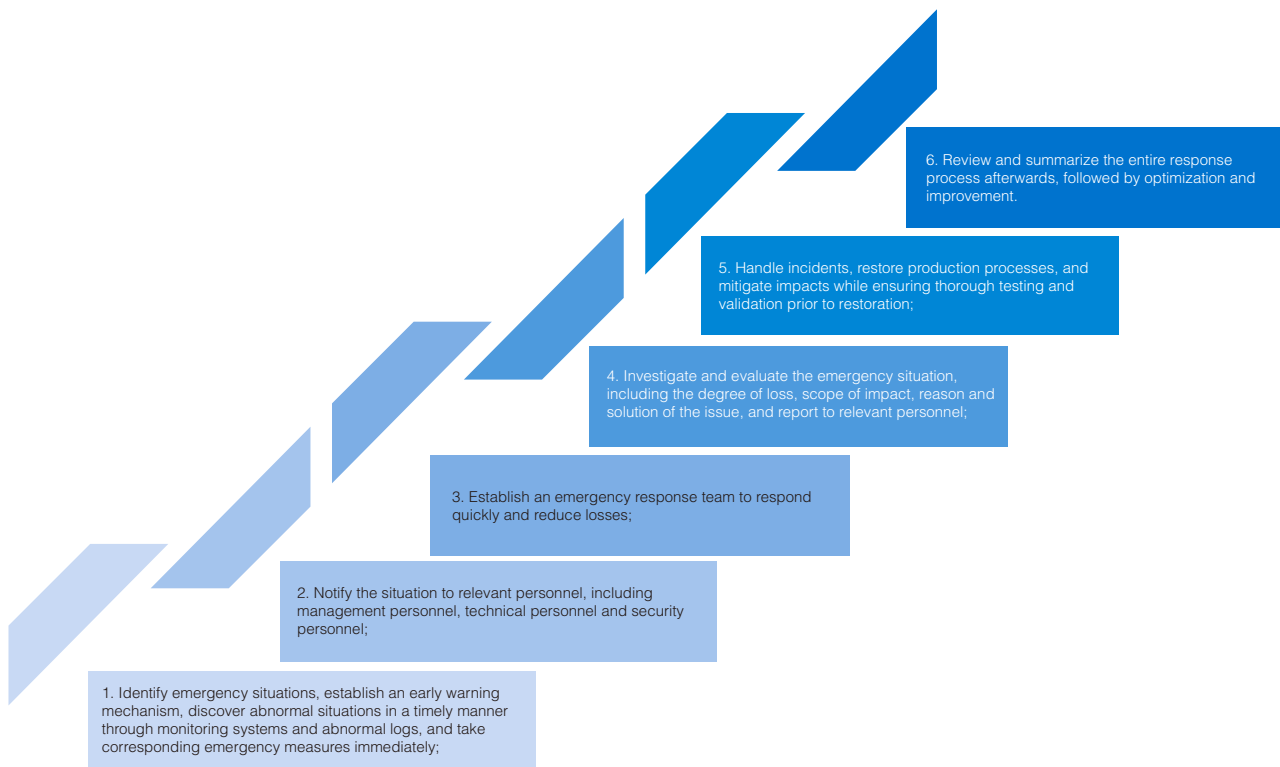 6. Review and summarize the entire response
process afterwards, followed by optimization and
improvement.
5. Handle incidents, restore production processes, and
mitigate impacts while ensuring thorough testing and
validation prior to restoration;
4. Investigate and evaluate the emergency situation,
including the degree of loss, scope of impact, reason and
solution of the issue, and report to relevant personnel;
3. Establish an emergency response team to respond
quickly and reduce losses;
2. Notify the situation to relevant personnel, including
management personnel, technical personnel and security
personnel;
1. Identify emergency situations, establish an early warning
mechanism, discover abnormal situations in a timely manner
through monitoring systems and abnormal logs, and take
corresponding emergency measures immediately;